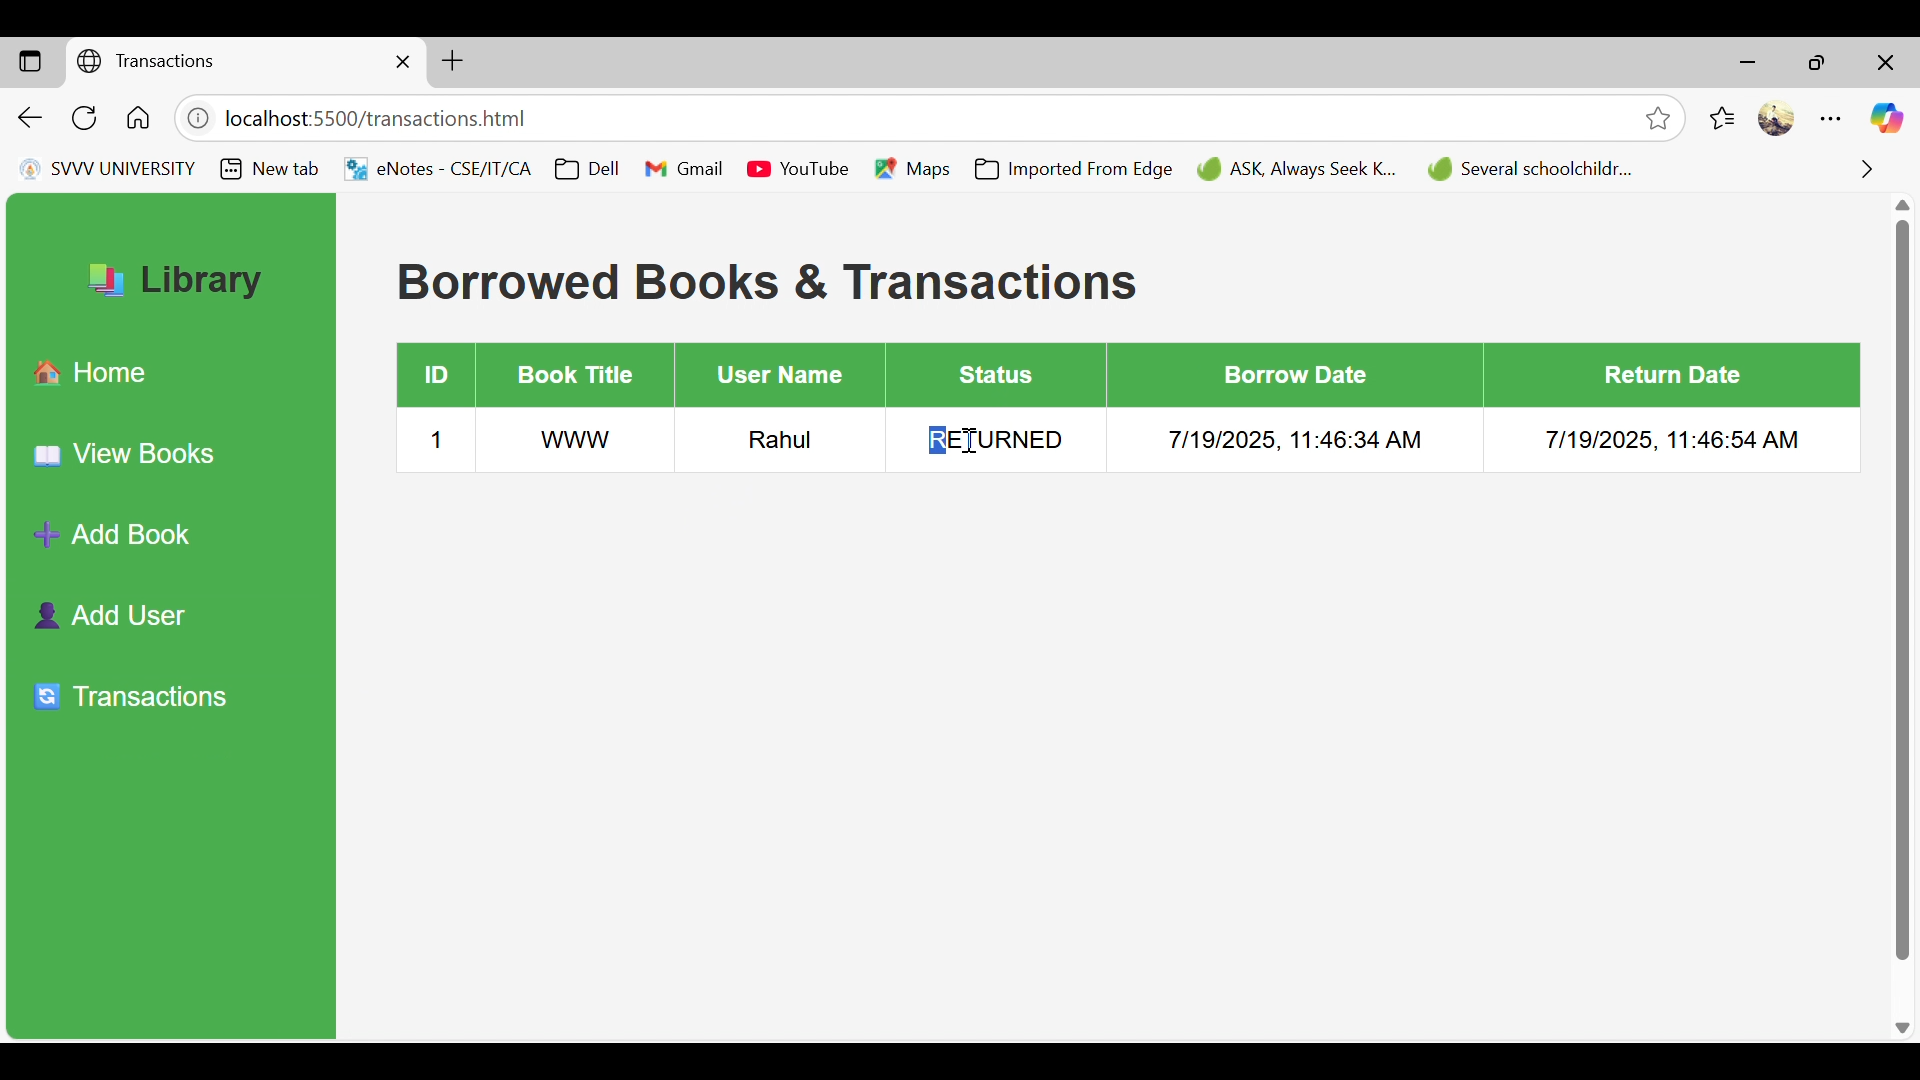 Transactions
localhost:5500/transactions.html
SVVV UNIVERSITY New tab eNotes - CSE/IT/CA Dell Gmail YouTube Maps Imported From Edge ASK, Always Seek K... Several schoolchildr...
Library
Home
View Books
Add Book
Add User
Transactions
Borrowed Books & Transactions
ID Book Title User Name Status Borrow Date Return Date
1 WWW Rahul RETURNED 7/19/2025, 11:46:34 AM 7/19/2025, 11:46:54 AM